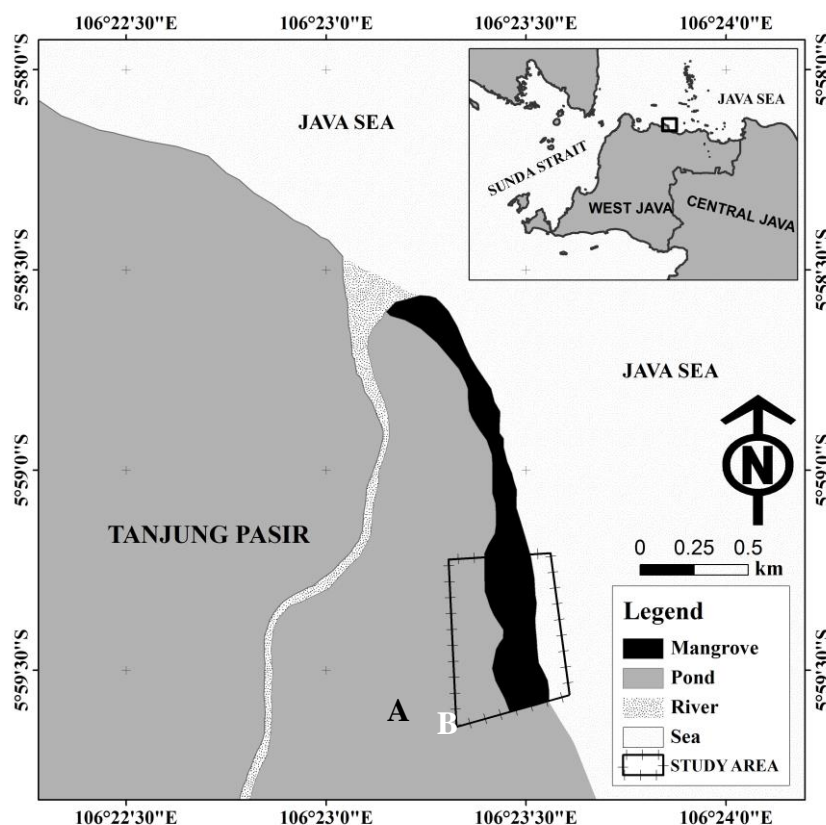 106°22'30"E 106°23'0"E 106°23'30"E 106°24'0"E
5°58'0"S 5°58'0"S
JAVA SEA
JAVA SEA
SUNDA STRAIT
WEST JAVA
CENTRAL JAVA
5°58'30"S 5°58'30"S
JAVA SEA
N
5°59'0"S 5°59'0"S
TANJUNG PASIR
0 0.25 0.5
km
Legend
Mangrove
Pond
River
Sea
STUDY AREA
5°59'30"S 5°59'30"S
A
B
106°22'30"E 106°23'0"E 106°23'30"E 106°24'0"E